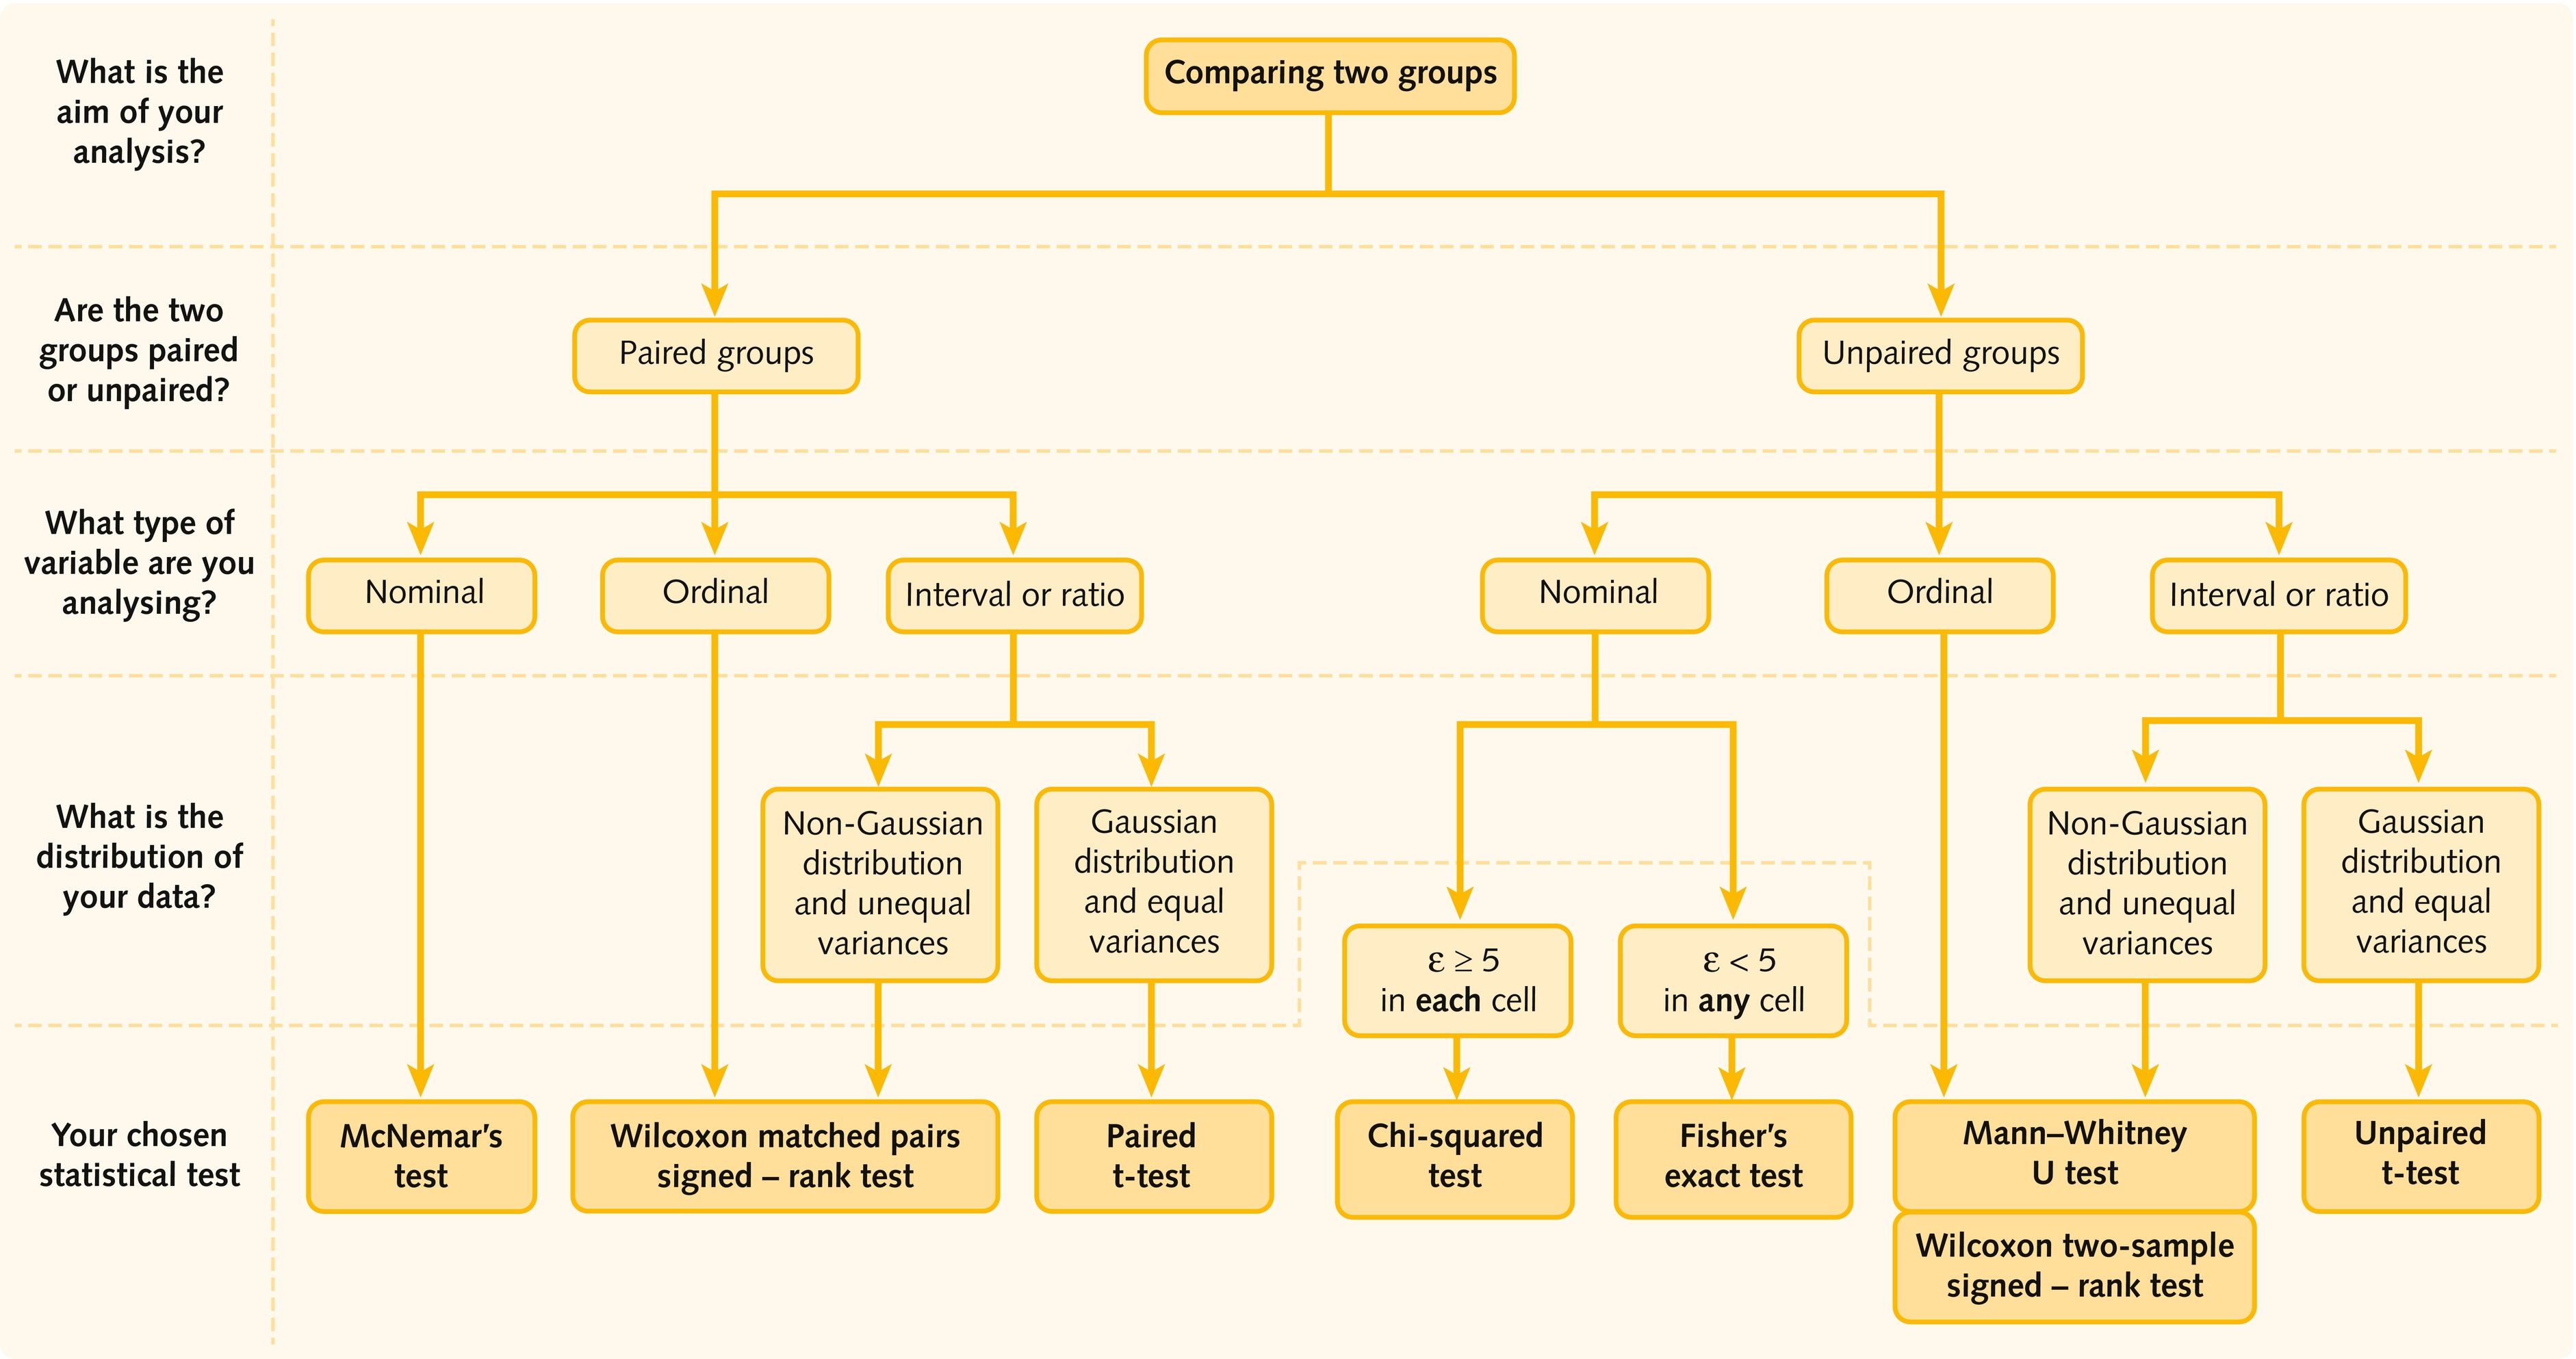 What is the
aim of your
analysis?
Comparing two groups
Are the two
groups paired
or unpaired?
Paired groups
Unpaired groups
What type of
variable are you
analysing?
Nominal
Ordinal
Interval or ratio
Nominal
Ordinal
Interval or ratio
What is the
distribution of
your data?
Non-Gaussian
distribution
and unequal
variances
Gaussian
distribution
and equal
variances
ε ≥ 5
in each cell
ε < 5
in any cell
Non-Gaussian
distribution
and unequal
variances
Gaussian
distribution
and equal
variances
Your chosen
statistical test
McNemar’s
test
Wilcoxon matched pairs
signed – rank test
Paired
t-test
Chi-squared
test
Fisher’s
exact test
Mann–Whitney
U test
Wilcoxon two-sample
signed – rank test
Unpaired
t-test